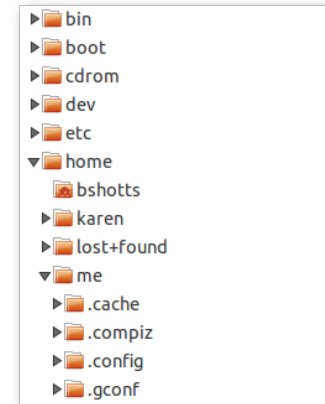 bin
boot
cdrom
dev
etc
home
bshotts
karen
lost+found
me
.cache
.compiz
.config
.gconf